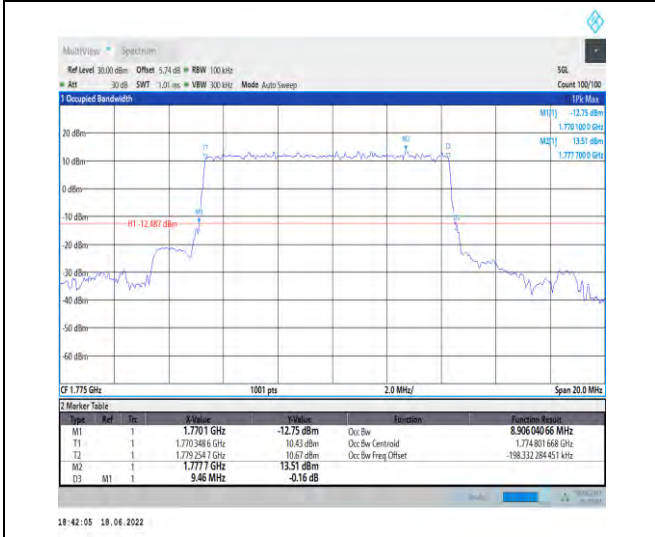 MultiView Spectrum
Ref Level 30.00 dBm Offset 5.74 dB RBW 100 kHz SGL
Att 30 dB SWT 1.01 ms VBW 300 kHz Mode Auto Sweep Count 100/100
1 Occupied Bandwidth 1Pk Max
M1[1] -12.75 dBm
1.770 100 0 GHz
M2[1] 13.51 dBm
1.777 700 0 GHz
20 dBm
T1
M2
10 dBm
0 dBm
-10 dBm
M1
H1 -12.487 dBm
-20 dBm
-30 dBm
-40 dBm
-50 dBm
-60 dBm
CF 1.775 GHz 1001 pts 2.0 MHz/ Span 20.0 MHz
2 Marker Table
Type Ref Trc X-Value Y-Value Function Function Result
M1 1 1.7701 GHz -12.75 dBm Occ Bw 8.906 040 66 MHz
T1 1 1.770 348 6 GHz 10.43 dBm Occ Bw Centroid 1.774 801 668 GHz
T2 1 1.779 254 7 GHz 10.67 dBm Occ Bw Freq Offset -198.332 284 451 kHz
M2 1 1.7777 GHz 13.51 dBm
D3 M1 1 9.46 MHz -0.16 dB
18:42:05 18.06.2022